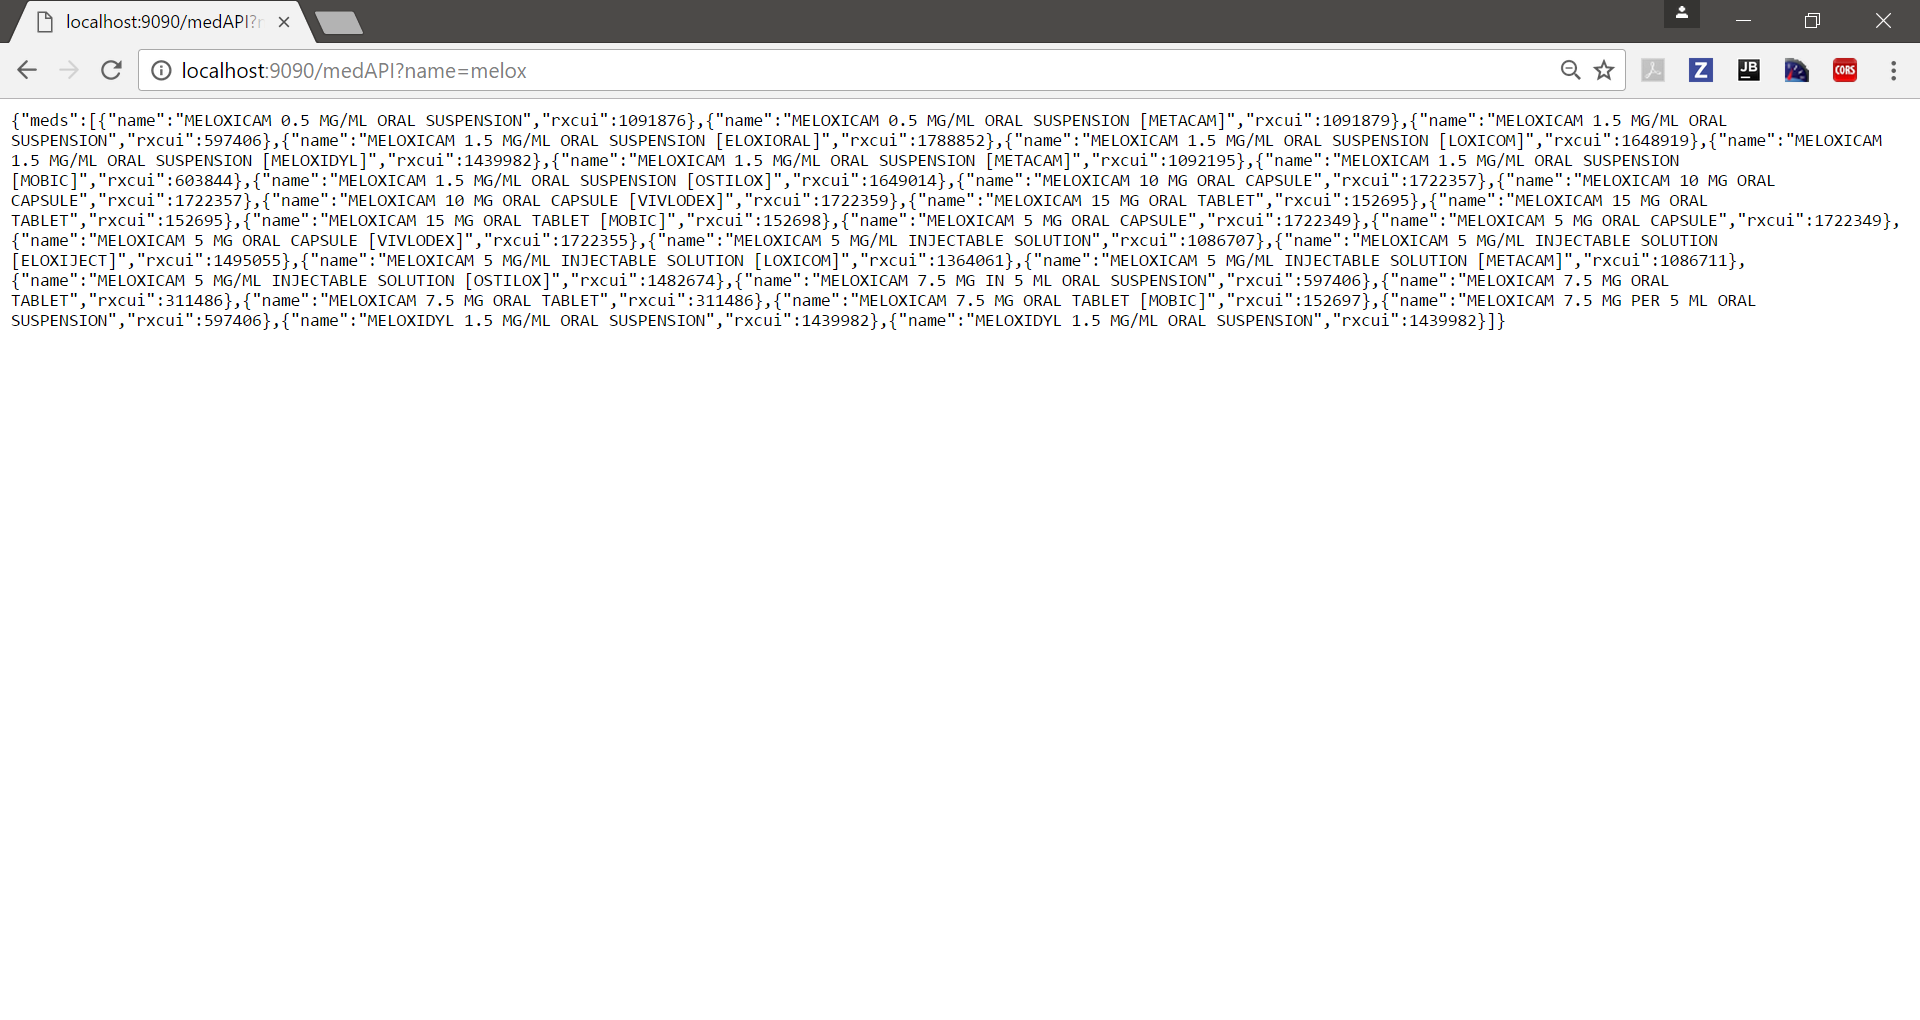 localhost:9090/medAPI?n
localhost:9090/medAPI?name=melox
Z
JB
CORS
{"meds":[{"name":"MELOXICAM 0.5 MG/ML ORAL SUSPENSION","rxcui":1091876},{"name":"MELOXICAM 0.5 MG/ML ORAL SUSPENSION [METACAM]","rxcui":1091879},{"name":"MELOXICAM 1.5 MG/ML ORAL
SUSPENSION","rxcui":597406},{"name":"MELOXICAM 1.5 MG/ML ORAL SUSPENSION [ELOXIORAL]","rxcui":1788852},{"name":"MELOXICAM 1.5 MG/ML ORAL SUSPENSION [LOXICOM]","rxcui":1648919},{"name":"MELOXICAM
1.5 MG/ML ORAL SUSPENSION [MELOXIDYL]","rxcui":1439982},{"name":"MELOXICAM 1.5 MG/ML ORAL SUSPENSION [METACAM]","rxcui":1092195},{"name":"MELOXICAM 1.5 MG/ML ORAL SUSPENSION
[MOBIC]","rxcui":603844},{"name":"MELOXICAM 1.5 MG/ML ORAL SUSPENSION [OSTILOX]","rxcui":1649014},{"name":"MELOXICAM 10 MG ORAL CAPSULE","rxcui":1722357},{"name":"MELOXICAM 10 MG ORAL
CAPSULE","rxcui":1722357},{"name":"MELOXICAM 10 MG ORAL CAPSULE [VIVLODEX]","rxcui":1722359},{"name":"MELOXICAM 15 MG ORAL TABLET","rxcui":152695},{"name":"MELOXICAM 15 MG ORAL
TABLET","rxcui":152695},{"name":"MELOXICAM 15 MG ORAL TABLET [MOBIC]","rxcui":152698},{"name":"MELOXICAM 5 MG ORAL CAPSULE","rxcui":1722349},{"name":"MELOXICAM 5 MG ORAL CAPSULE","rxcui":1722349},
{"name":"MELOXICAM 5 MG ORAL CAPSULE [VIVLODEX]","rxcui":1722355},{"name":"MELOXICAM 5 MG/ML INJECTABLE SOLUTION","rxcui":1086707},{"name":"MELOXICAM 5 MG/ML INJECTABLE SOLUTION
[ELOXIJECT]","rxcui":1495055},{"name":"MELOXICAM 5 MG/ML INJECTABLE SOLUTION [LOXICOM]","rxcui":1364061},{"name":"MELOXICAM 5 MG/ML INJECTABLE SOLUTION [METACAM]","rxcui":1086711},
{"name":"MELOXICAM 5 MG/ML INJECTABLE SOLUTION [OSTILOX]","rxcui":1482674},{"name":"MELOXICAM 7.5 MG IN 5 ML ORAL SUSPENSION","rxcui":597406},{"name":"MELOXICAM 7.5 MG ORAL
TABLET","rxcui":311486},{"name":"MELOXICAM 7.5 MG ORAL TABLET","rxcui":311486},{"name":"MELOXICAM 7.5 MG ORAL TABLET [MOBIC]","rxcui":152697},{"name":"MELOXICAM 7.5 MG PER 5 ML ORAL
SUSPENSION","rxcui":597406},{"name":"MELOXIDYL 1.5 MG/ML ORAL SUSPENSION","rxcui":1439982},{"name":"MELOXIDYL 1.5 MG/ML ORAL SUSPENSION","rxcui":1439982}]}